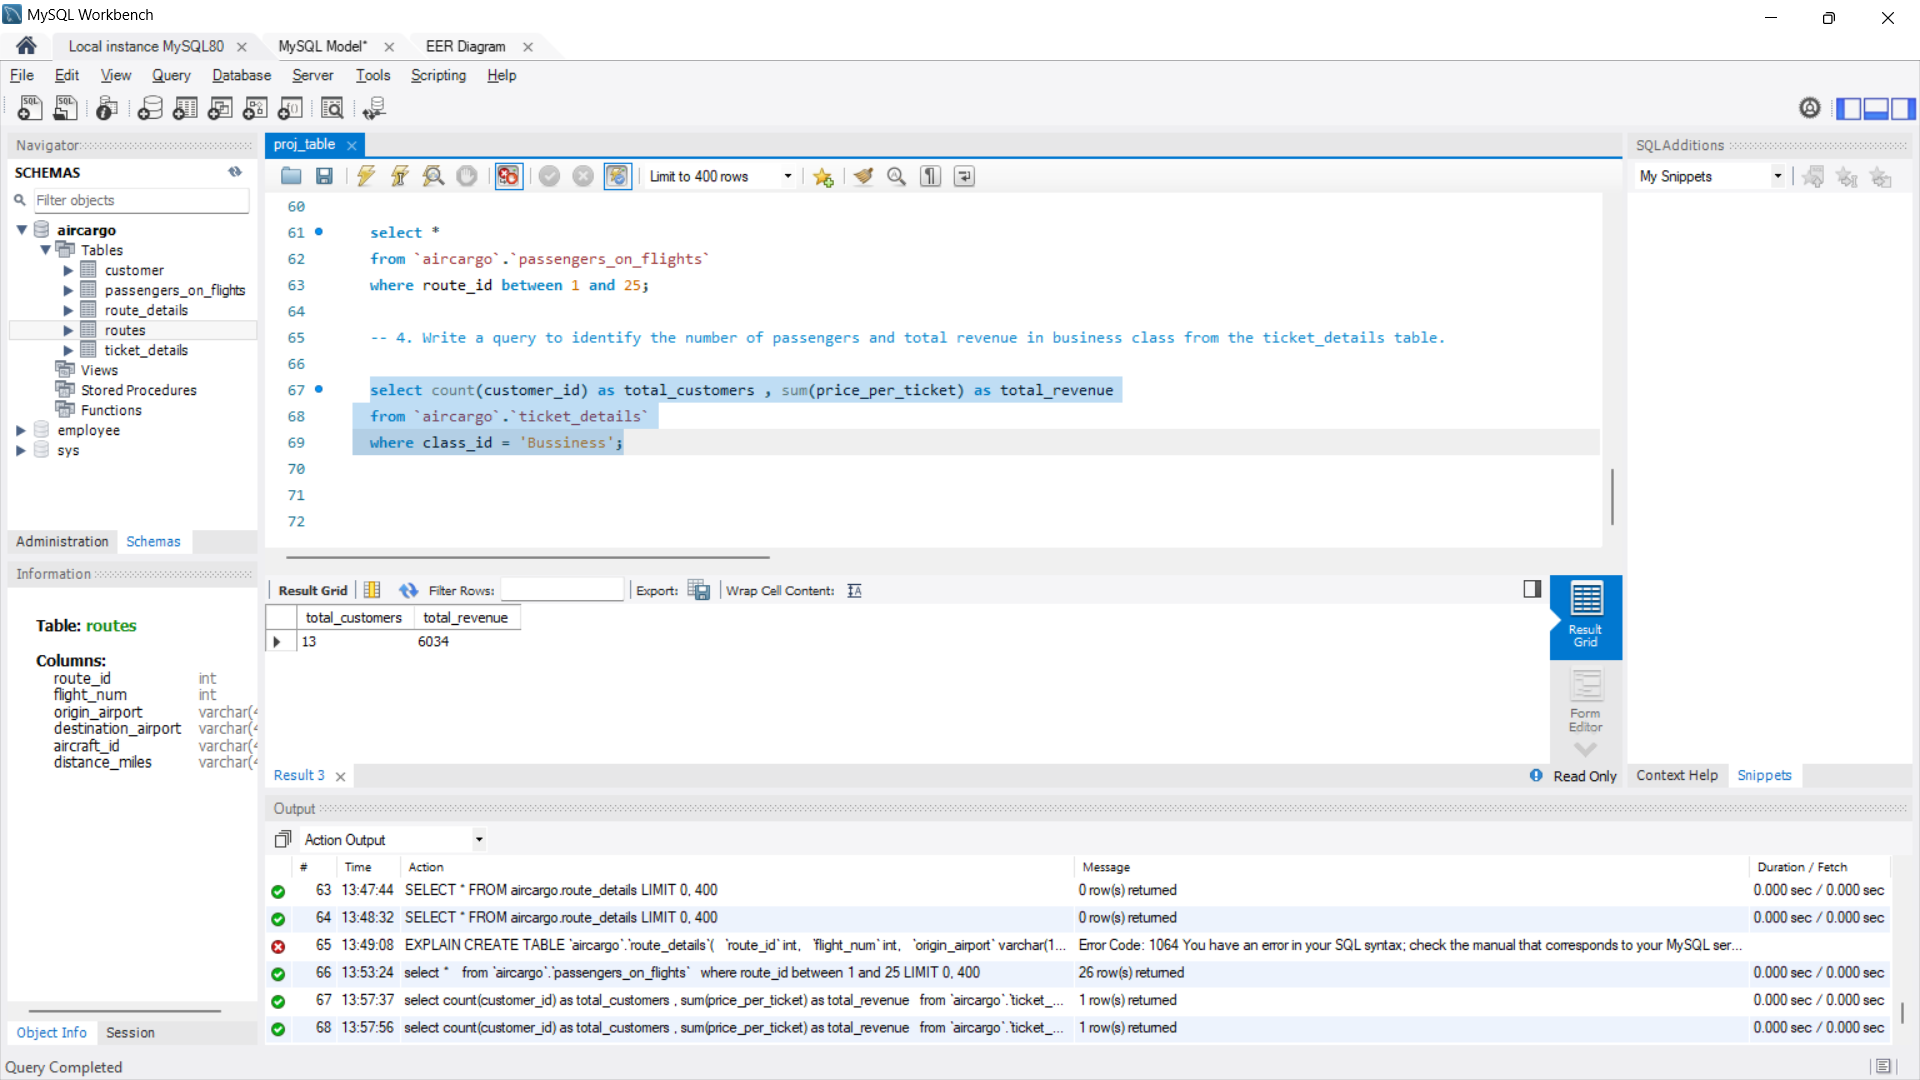 MySQL Workbench
Local instance MySQL80
MySQL Model*
EER Diagram
File Edit View Query Database Server Tools Scripting Help
Navigator
SCHEMAS
Filter objects
aircargo
Tables
customer
passengers_on_flights
route_details
routes
ticket_details
Views
Stored Procedures
Functions
employee
sys
Administration Schemas
Information
Table: routes
Columns:
route_id int
flight_num int
origin_airport varchar(4
destination_airport varchar(4
aircraft_id varchar(4
distance_miles varchar(4
Object Info Session
Query Completed
proj_table
Limit to 400 rows
60
61 select *
62 from `aircargo`.`passengers_on_flights`
63 where route_id between 1 and 25;
64
65 -- 4. Write a query to identify the number of passengers and total revenue in business class from the ticket_details table.
66
67 select count(customer_id) as total_customers , sum(price_per_ticket) as total_revenue
68 from `aircargo`.`ticket_details`
69 where class_id = 'Bussiness';
70
71
72
Result Grid Filter Rows: Export: Wrap Cell Content:
total_customers total_revenue
13 6034
Result Grid
Form Editor
Result 3
Read Only
SQLAdditions
My Snippets
Context Help Snippets
Output
Action Output
# Time Action Message Duration / Fetch
63 13:47:44 SELECT * FROM aircargo.route_details LIMIT 0, 400 0 row(s) returned 0.000 sec / 0.000 sec
64 13:48:32 SELECT * FROM aircargo.route_details LIMIT 0, 400 0 row(s) returned 0.000 sec / 0.000 sec
65 13:49:08 EXPLAIN CREATE TABLE `aircargo`.`route_details`( `route_id` int, `flight_num` int, `origin_airport` varchar(1... Error Code: 1064 You have an error in your SQL syntax; check the manual that corresponds to your MySQL ser...
66 13:53:24 select * from `aircargo`.`passengers_on_flights` where route_id between 1 and 25 LIMIT 0, 400 26 row(s) returned 0.000 sec / 0.000 sec
67 13:57:37 select count(customer_id) as total_customers , sum(price_per_ticket) as total_revenue from `aircargo`.`ticket_... 1 row(s) returned 0.000 sec / 0.000 sec
68 13:57:56 select count(customer_id) as total_customers , sum(price_per_ticket) as total_revenue from `aircargo`.`ticket_... 1 row(s) returned 0.000 sec / 0.000 sec